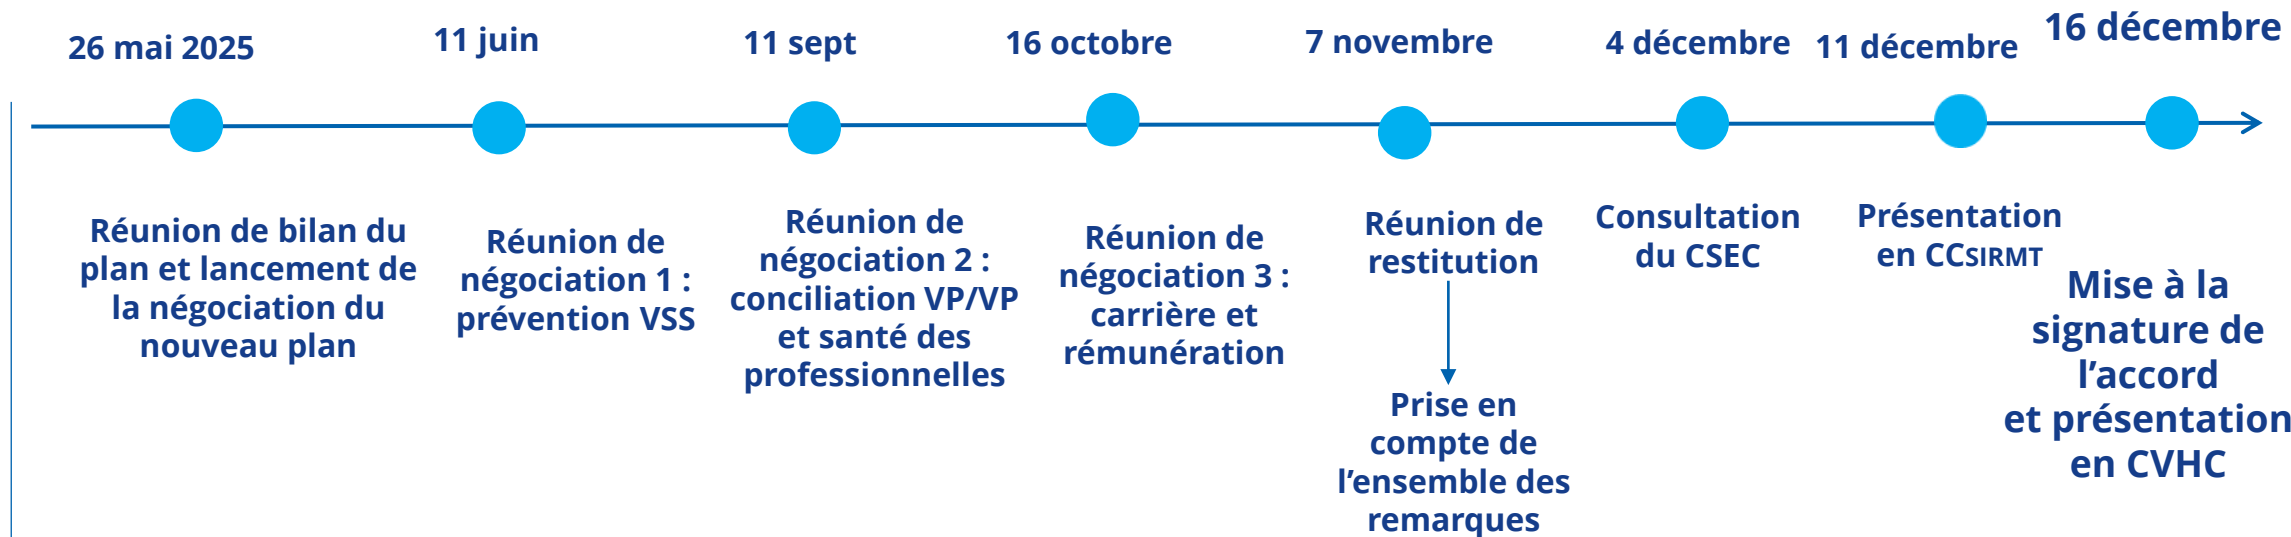 26 mai 2025
11 juin
11 sept
16 octobre
7 novembre
4 décembre
11 décembre
16 décembre
Réunion de bilan du
plan et lancement de
la négociation du
nouveau plan
Réunion de
négociation 1 :
prévention VSS
Réunion de
négociation 2 :
conciliation VP/VP
et santé des
professionnelles
Réunion de
négociation 3 :
carrière et
rémunération
Réunion de
restitution
Prise en
compte de
l’ensemble des
remarques
Consultation
du CSEC
Présentation
en CCSIRMT
Mise à la
signature de
l’accord
et présentation
en CVHC